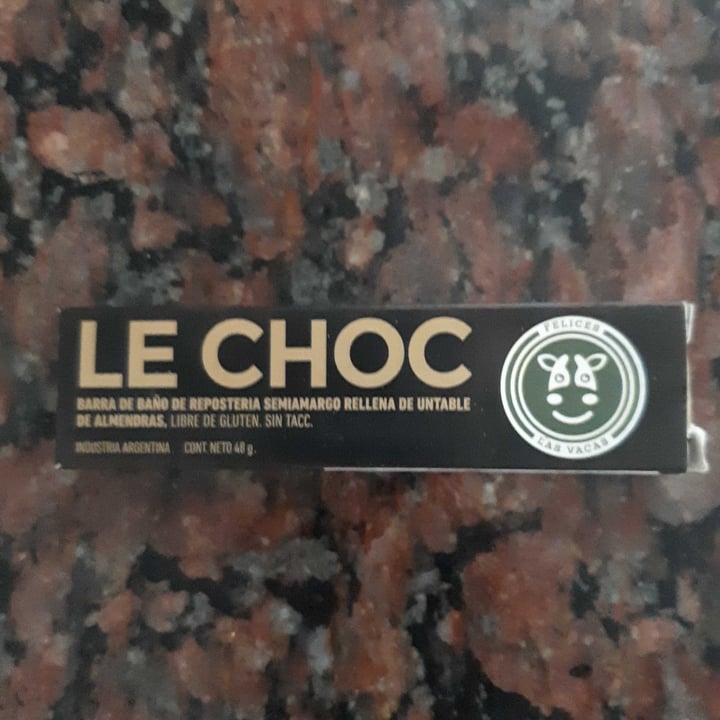 LE CHOC
BARRA DE BAÑO DE REPOSTERIA SEMIAMARGO RELLENA DE UNTABLE
DE ALMENDRAS, LIBRE DE GLUTEN. SIN TACC.
INDUSTRIA ARGENTINA CONT. NETO 48 g.
FELICES
LAS VACAS